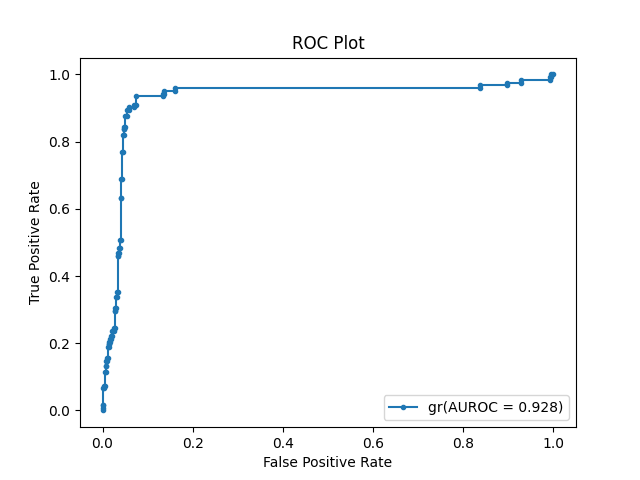 ROC Plot
True Positive Rate
1.0
0.8
0.6
0.4
0.2
0.0
gr(AUROC = 0.928)
0.0 0.2 0.4 0.6 0.8 1.0
False Positive Rate